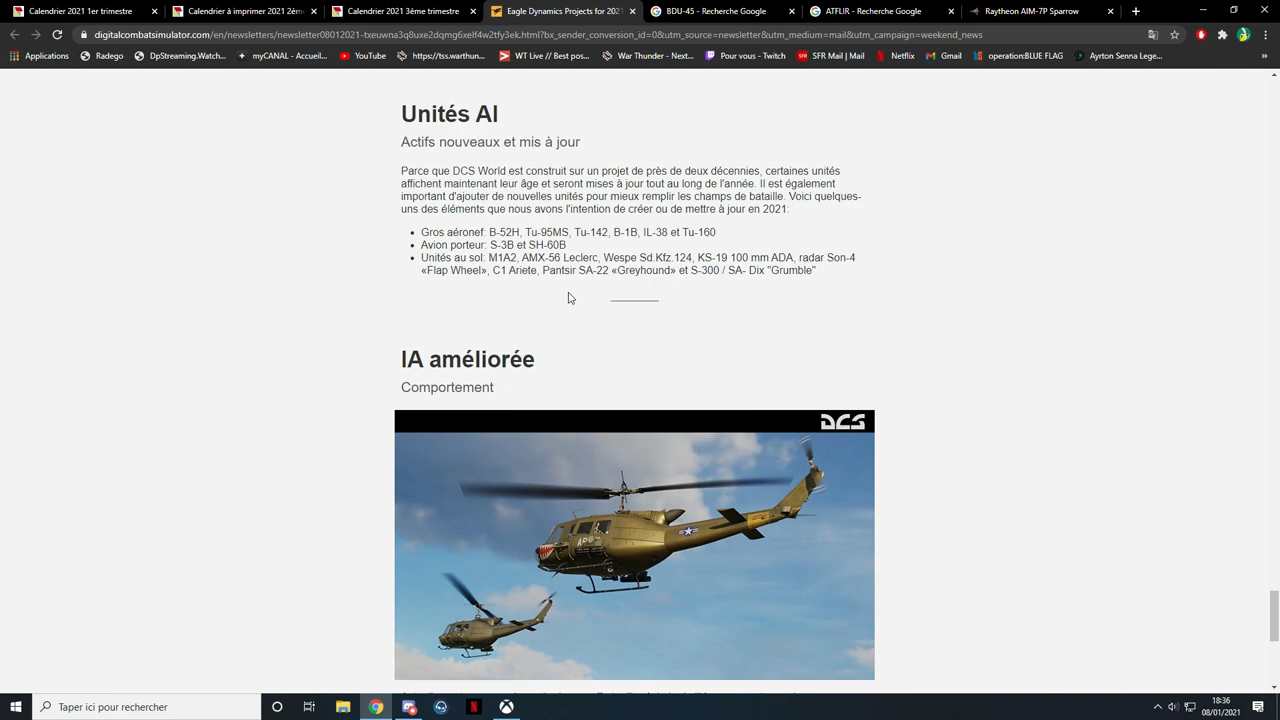 Calendrier 2021 1er trimestre
Calendrier à imprimer 2021 2ème
Calendrier 2021 3ème trimestre
Eagle Dynamics Projects for 2021
BDU-45 - Recherche Google
ATFLIR - Recherche Google
Raytheon AIM-7P Sparrow
digitalcombatsimulator.com/en/newsletters/newsletter08012021-txeuwna3q8uxe2dqmg6xelf4w2tfy3ek.html?bx_sender_conversion_id=0&utm_source=newsletter&utm_medium=mail&utm_campaign=weekend_news
Applications
Radego
DpStreaming.Watch...
myCANAL - Accueil...
YouTube
https://tss.warthun...
WT Live // Best pos...
War Thunder - Next...
Pour vous - Twitch
SFR Mail | Mail
Netflix
Gmail
operation:BLUE FLAG
Ayrton Senna Lege...
Unités AI
Actifs nouveaux et mis à jour
Parce que DCS World est construit sur un projet de près de deux décennies, certaines unités
affichent maintenant leur âge et seront mises à jour tout au long de l'année. Il est également
important d'ajouter de nouvelles unités pour mieux remplir les champs de bataille. Voici quelques-
uns des éléments que nous avons l'intention de créer ou de mettre à jour en 2021:
Gros aéronef: B-52H, Tu-95MS, Tu-142, B-1B, IL-38 et Tu-160
Avion porteur: S-3B et SH-60B
Unités au sol: M1A2, AMX-56 Leclerc, Wespe Sd.Kfz.124, KS-19 100 mm ADA, radar Son-4
«Flap Wheel», C1 Ariete, Pantsir SA-22 «Greyhound» et S-300 / SA- Dix "Grumble"
IA améliorée
Comportement
DCS
Taper ici pour rechercher
18:36
08/01/2021